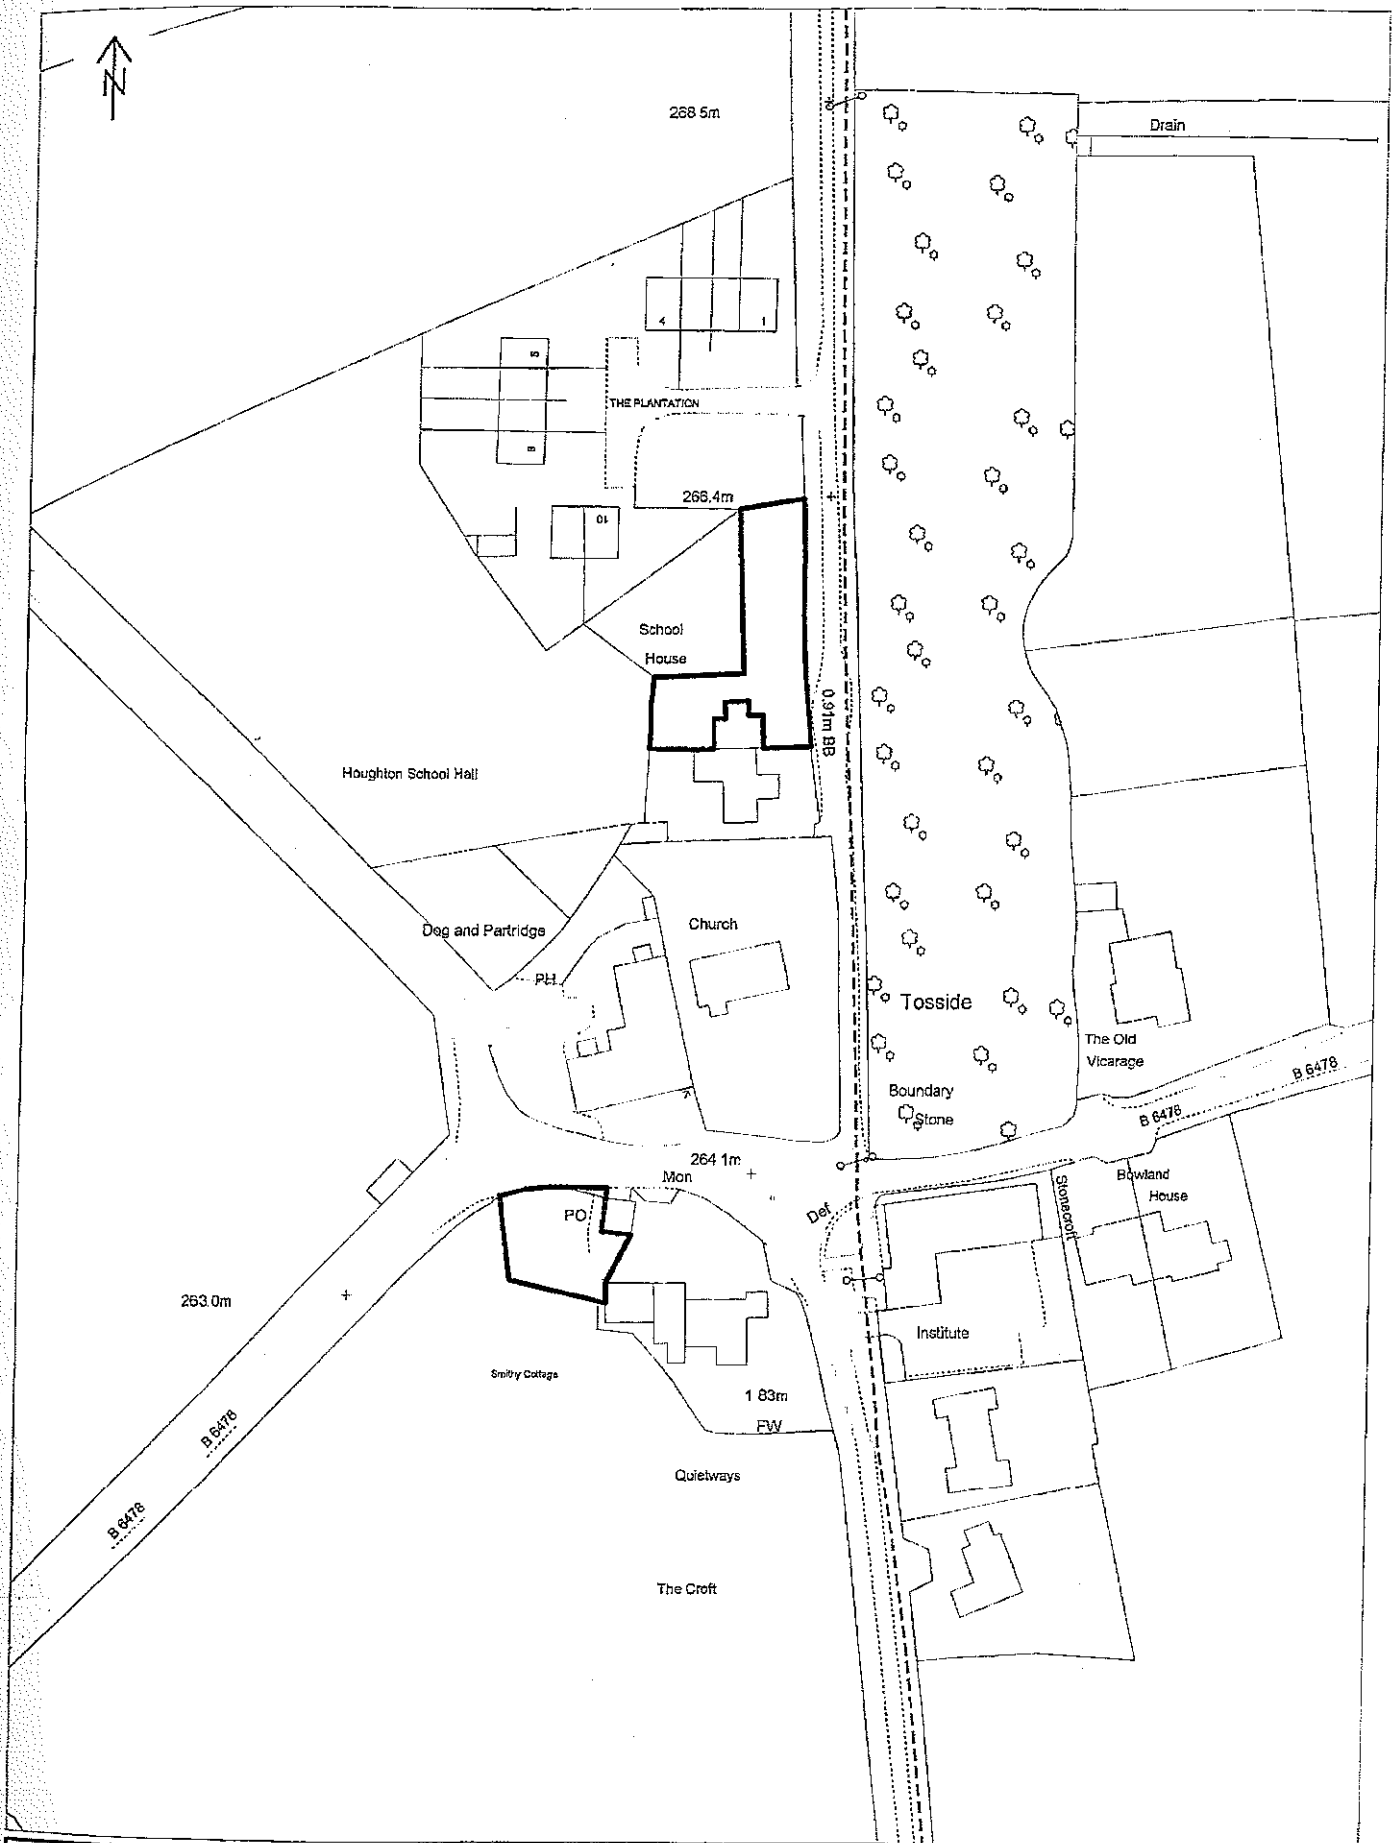 N
268.5m
Drain
4
1
5
THE PLANTATION
8
266.4m
10
School
House
0.91m BB
Houghton School Hall
Dog and Partridge
Church
PH
Tosside
The Old
Vicarage
B 6478
Boundary
Stone
B 6478
264.1m
Mon
Bowland
House
Stonecroft
Def
PO
263.0m
Institute
Smithy Cottage
1.83m
FW
B 6478
Quietways
B 6478
The Croft